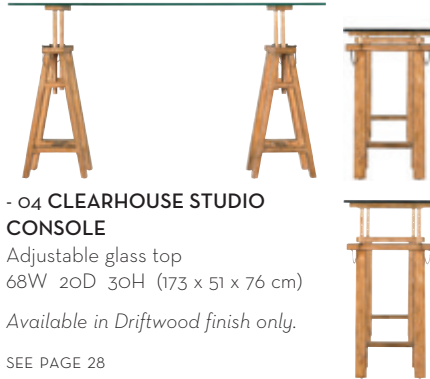 - 04 CLEARHOUSE STUDIO
CONSOLE
Adjustable glass top
68W 20D 30H (173 x 51 x 76 cm)
Available in Driftwood finish only.
SEE PAGE 28